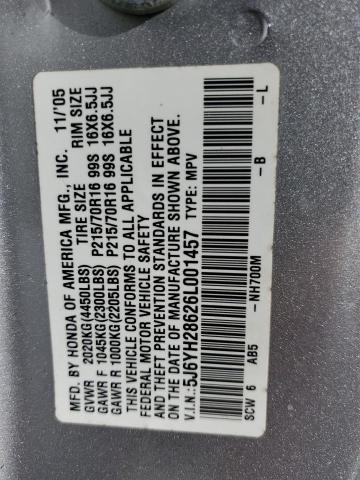 MFD. BY HONDA OF AMERICA MFG., INC. 11/'05
TIRE SIZE RIM SIZE
GVWR 2020KG(4450LBS)
GAWR F 1045KG(2300LBS) P215/70R16 99S 16X6.5JJ
GAWR R 1000KG(2205LBS) P215/70R16 99S 16X6.5JJ
THIS VEHICLE CONFORMS TO ALL APPLICABLE
FEDERAL MOTOR VEHICLE SAFETY
AND THEFT PREVENTION STANDARDS IN EFFECT
ON THE DATE OF MANUFACTURE SHOWN ABOVE.
V.I.N.: 5J6YH28626L001457 TYPE: MPV
SCW 6 AB5 -NH700M -B -L